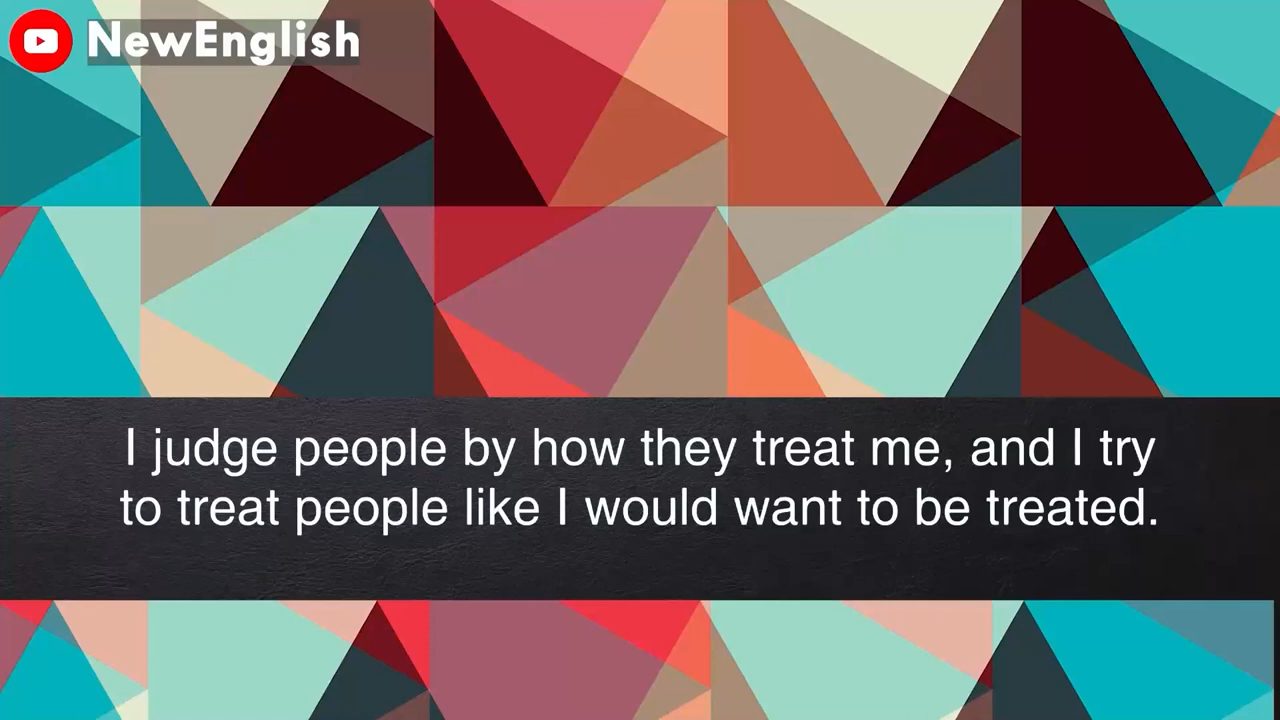 NewEnglish
I judge people by how they treat me, and I try
to treat people like I would want to be treated.